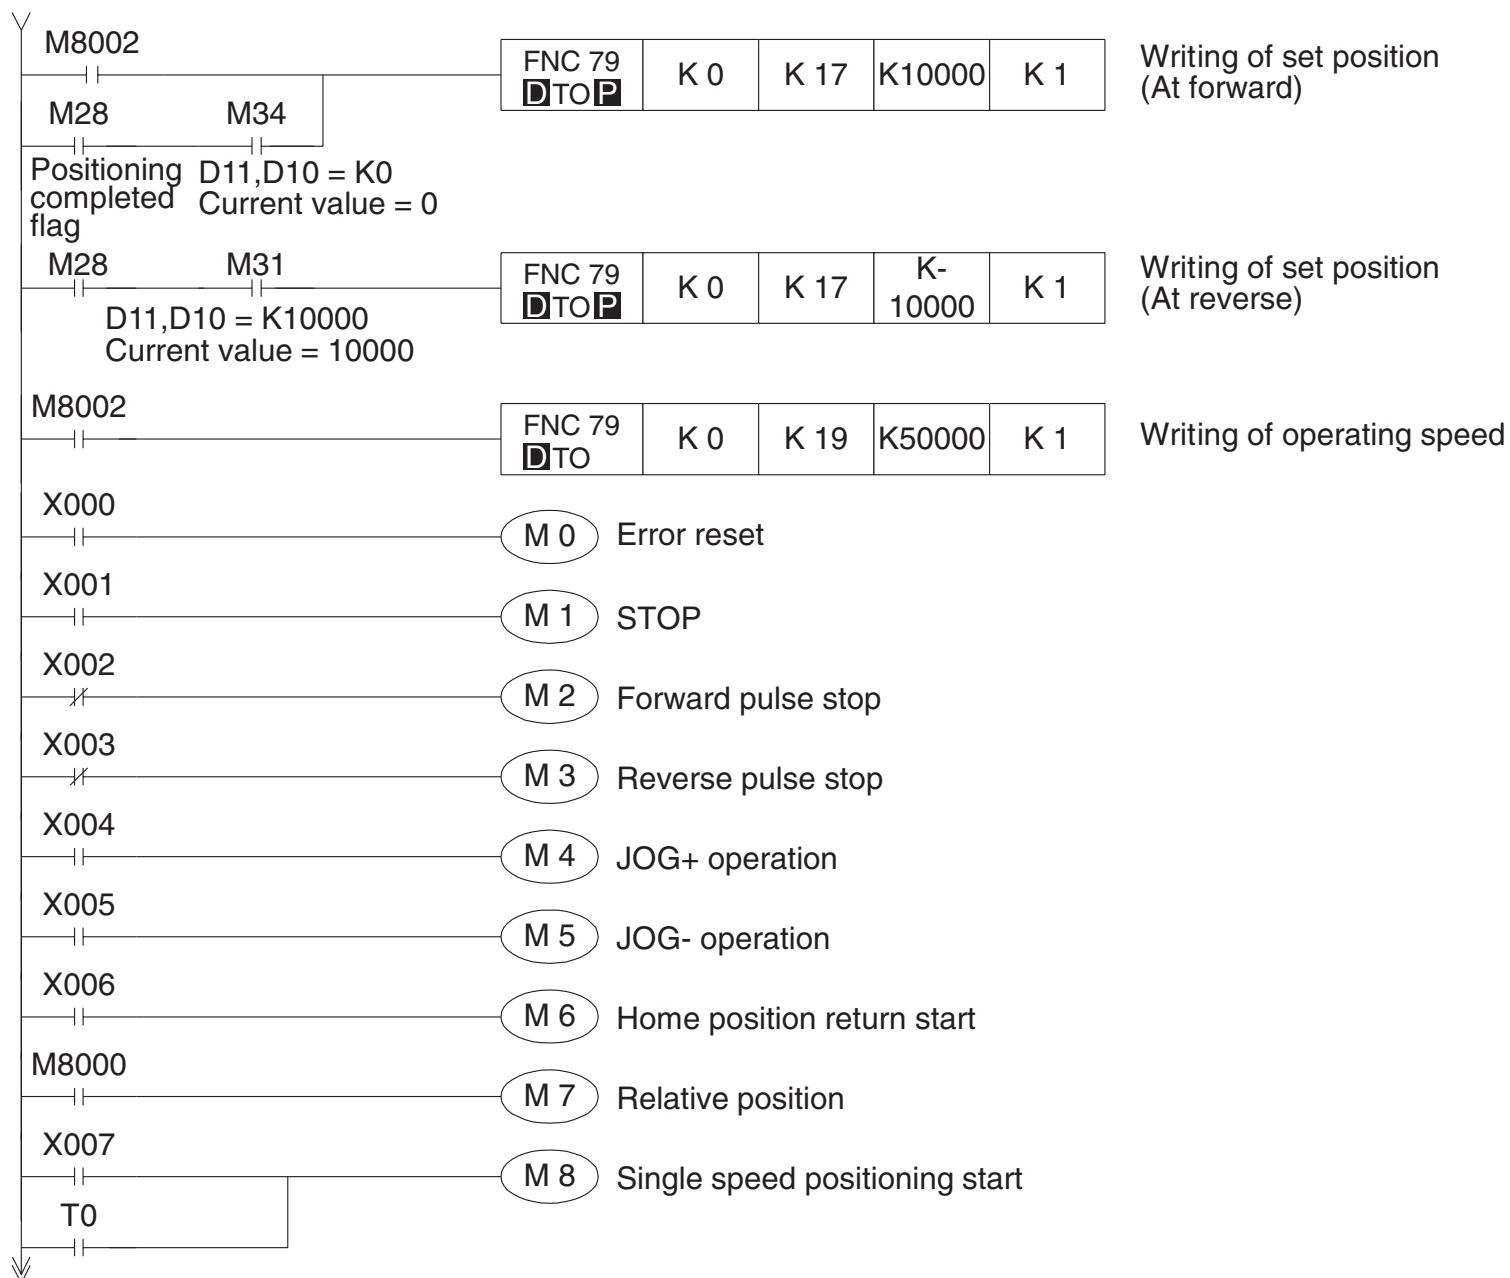 M8002
FNC 79
D TO P
K 0
K 17
K10000
K 1
Writing of set position
(At forward)
M28
M34
Positioning
completed
flag
D11,D10 = K0
Current value = 0
M28
M31
FNC 79
D TO P
K 0
K 17
K-
10000
K 1
Writing of set position
(At reverse)
D11,D10 = K10000
Current value = 10000
M8002
FNC 79
D TO
K 0
K 19
K50000
K 1
Writing of operating speed
X000
M 0
Error reset
X001
M 1
STOP
X002
M 2
Forward pulse stop
X003
M 3
Reverse pulse stop
X004
M 4
JOG+ operation
X005
M 5
JOG- operation
X006
M 6
Home position return start
M8000
M 7
Relative position
X007
M 8
Single speed positioning start
T0